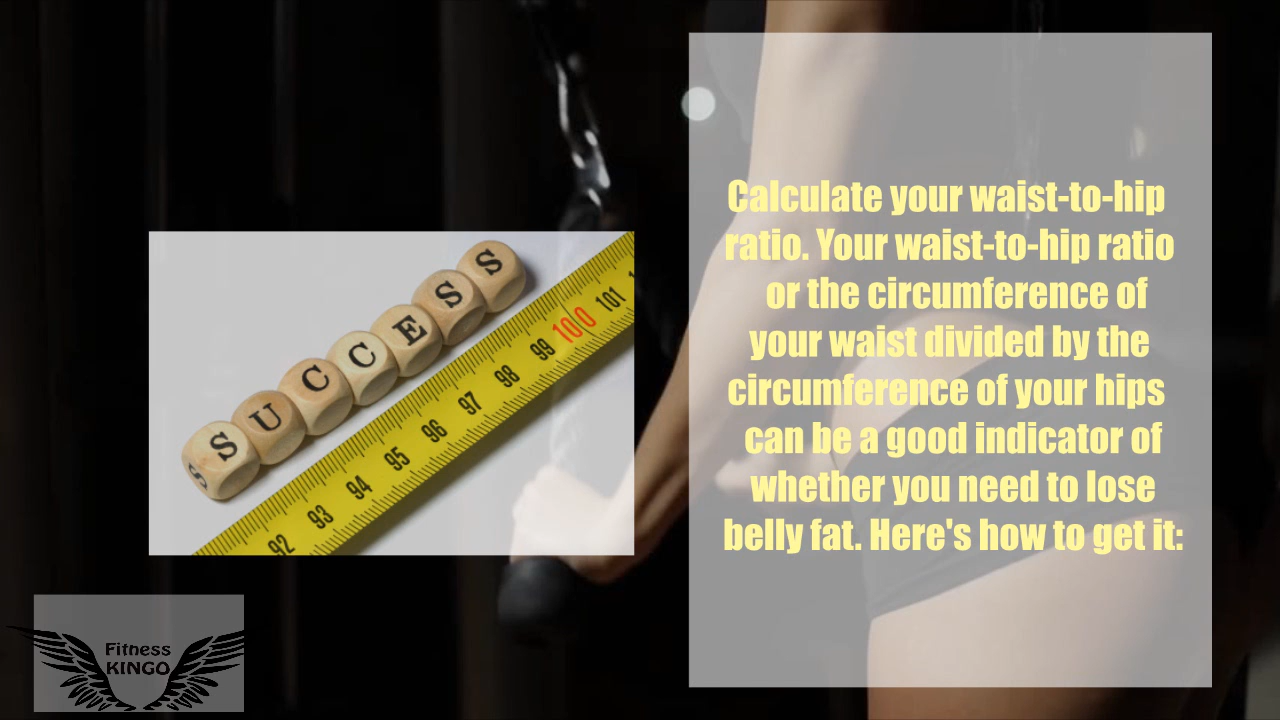 SUCCESS
92 93 94 95 96 97 98 99 100 101
Calculate your waist-to-hip
ratio. Your waist-to-hip ratio
or the circumference of
your waist divided by the
circumference of your hips
can be a good indicator of
whether you need to lose
belly fat. Here's how to get it:
Fitness
KINGO